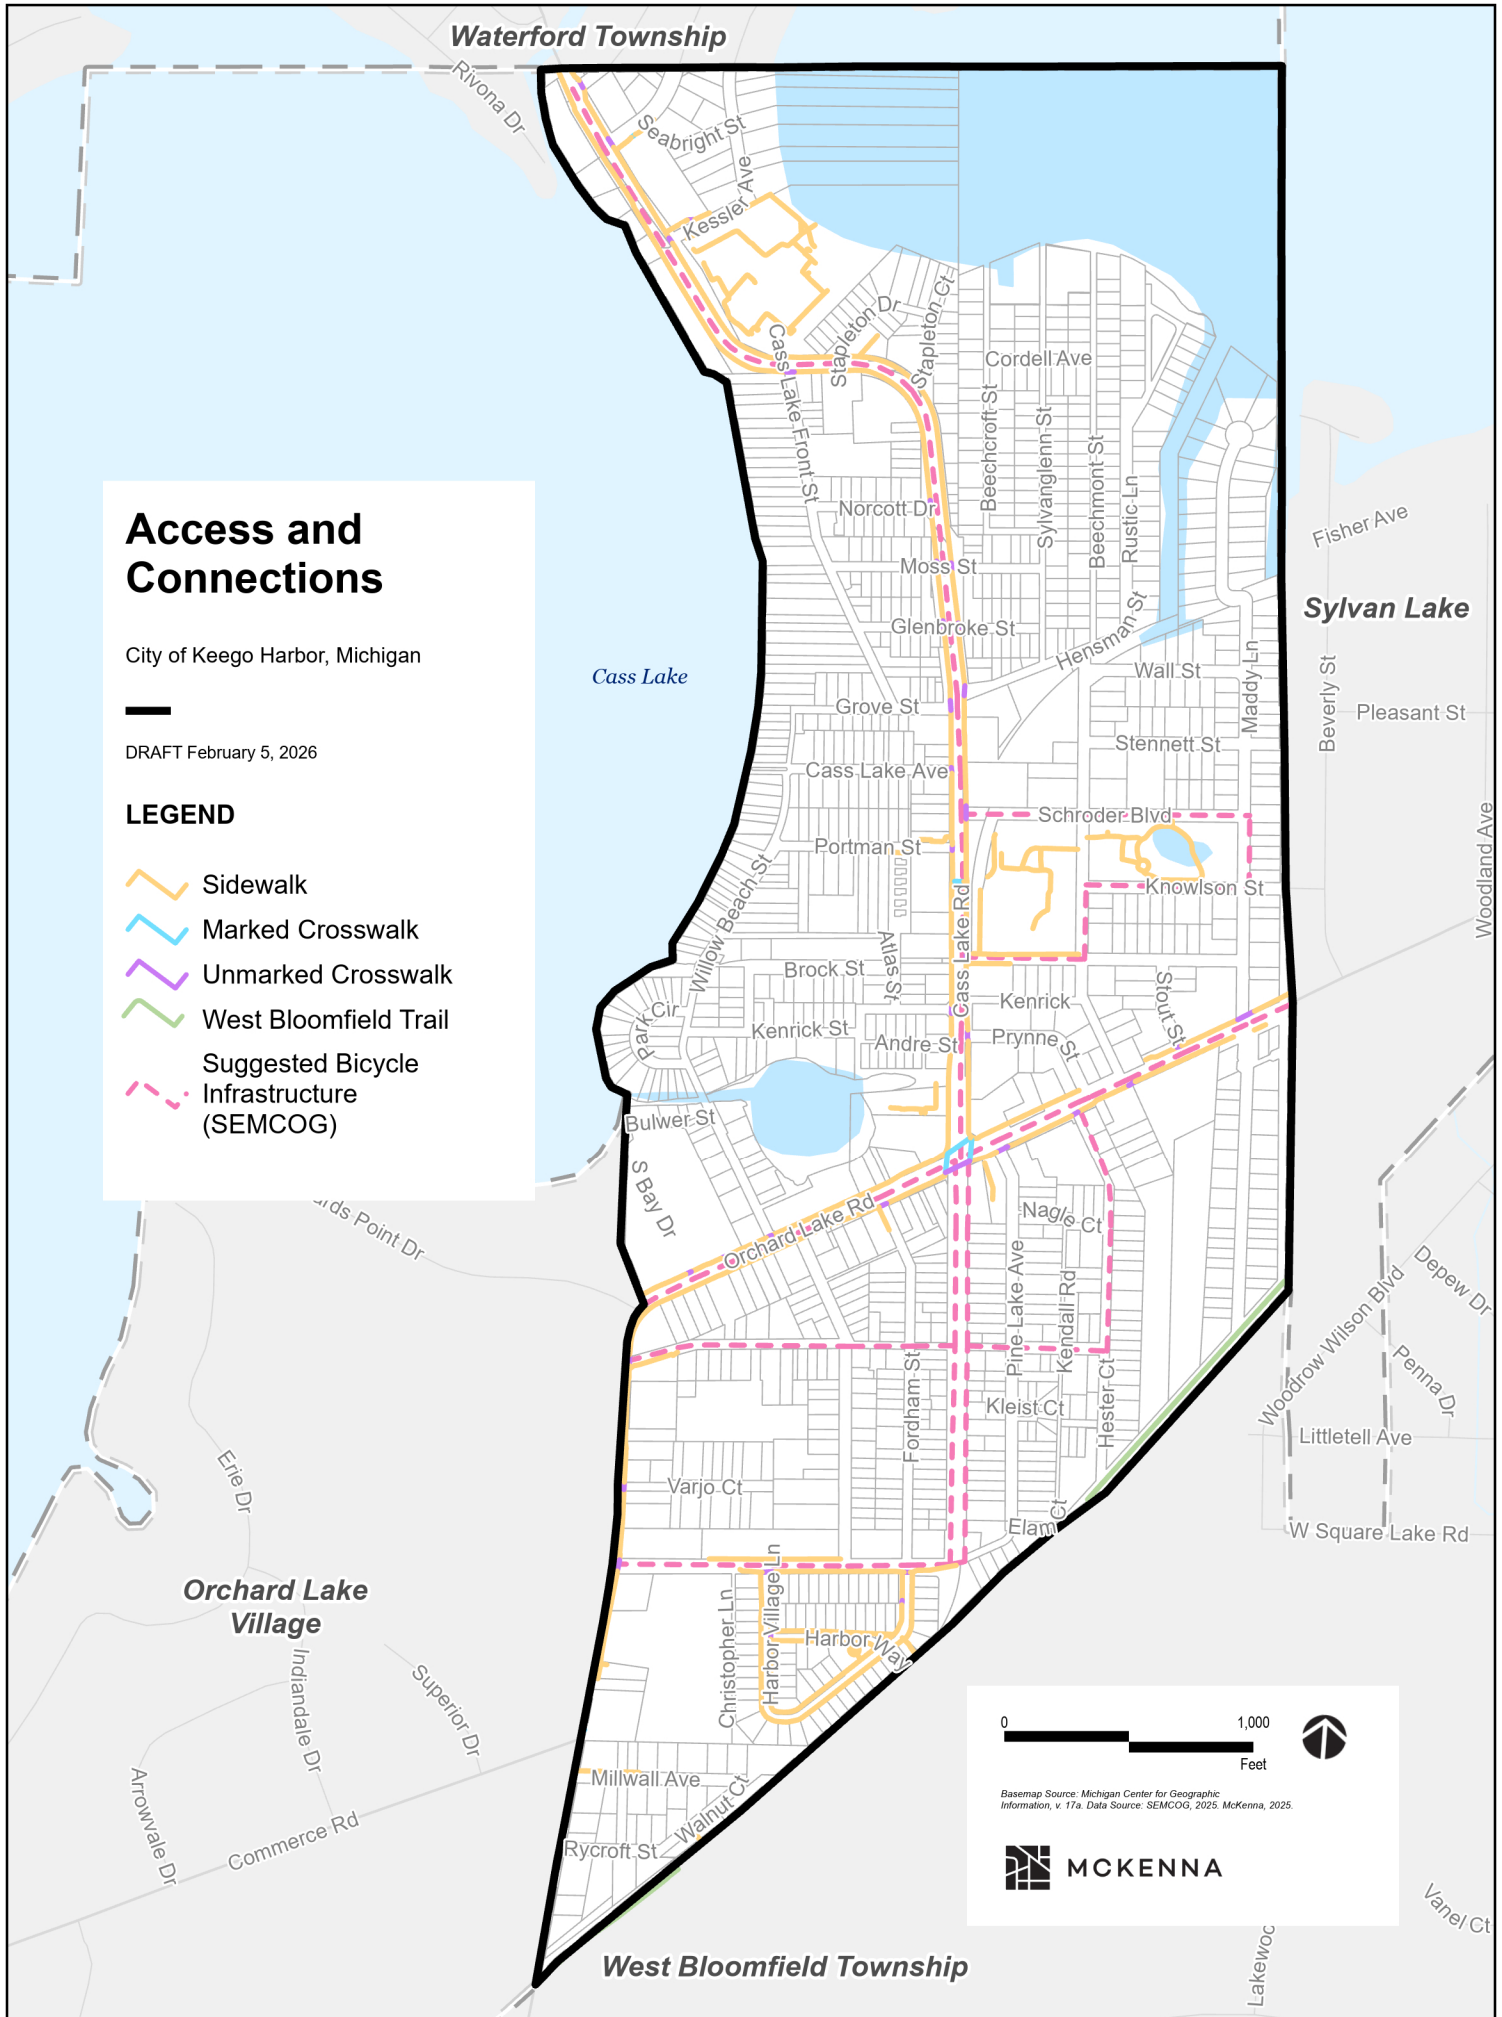 Waterford Township
Rivona Dr
Seabright St
Kessler Ave
Stapleton Dr
Stapleton Ct
Cass Lake Front St
Cordell Ave
Beechcroft St
Sylvanglenn St
Beechmont St
Rustic Ln
Norcott Dr
Moss St
Glenbroke St
Hensman St
Fisher Ave
Sylvan Lake
Access and
Connections
City of Keego Harbor, Michigan
DRAFT February 5, 2026
LEGEND
Sidewalk
Marked Crosswalk
Unmarked Crosswalk
West Bloomfield Trail
Suggested Bicycle
Infrastructure
(SEMCOG)
Cass Lake
Wall St
Maddy Ln
Beverly St
Pleasant St
Grove St
Stennett St
Cass Lake Ave
Schroder Blvd
Portman St
Knowlson St
Woodland Ave
Willow Beach St
Cass Lake Rd
Atlas St
Brock St
Park Cir
Kenrick St
Kenrick
Andre St
Prynne St
Stout St
Bulwer St
S Bay Dr
Orchard Lake Rd
Nagle Ct
Pine Lake Ave
Kendall Rd
Hester Ct
Fordham St
Kleist Ct
Varjo Ct
Elam Ct
ards Point Dr
Erie Dr
Orchard Lake
Village
Indiandale Dr
Superior Dr
Arrowvale Dr
Commerce Rd
Woodrow Wilson Blvd
Depew Dr
Penna Dr
Littletell Ave
W Square Lake Rd
Christopher Ln
Harbor Village Ln
Harbor Way
Millwall Ave
Walnut Ct
Rycroft St
0
1,000
Feet
Basemap Source: Michigan Center for Geographic
Information, v. 17a. Data Source: SEMCOG, 2025. McKenna, 2025.
MCKENNA
Vanel Ct
Lakewoo
West Bloomfield Township